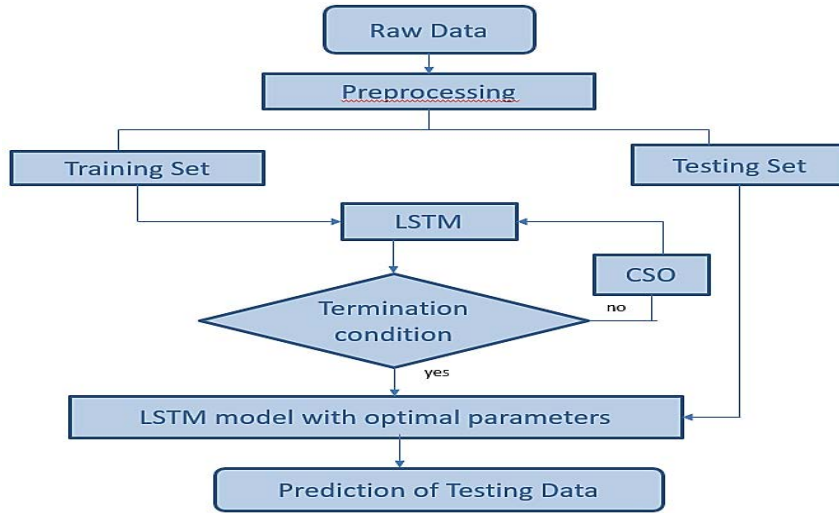 Raw Data
Preprocessing
Training Set
Testing Set
LSTM
CSO
Termination
condition
no
yes
LSTM model with optimal parameters
Prediction of Testing Data